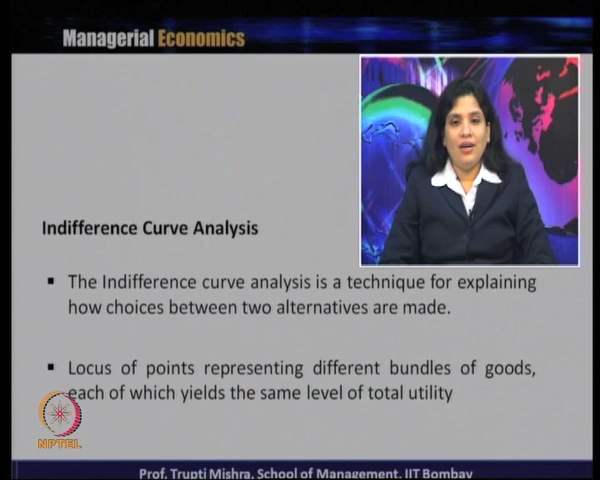 Managerial Economics
Indifference Curve Analysis
▪ The Indifference curve analysis is a technique for explaining
how choices between two alternatives are made.
▪ Locus of points representing different bundles of goods,
each of which yields the same level of total utility
NPTEL
Prof. Trupti Mishra, School of Management, IIT Bombay